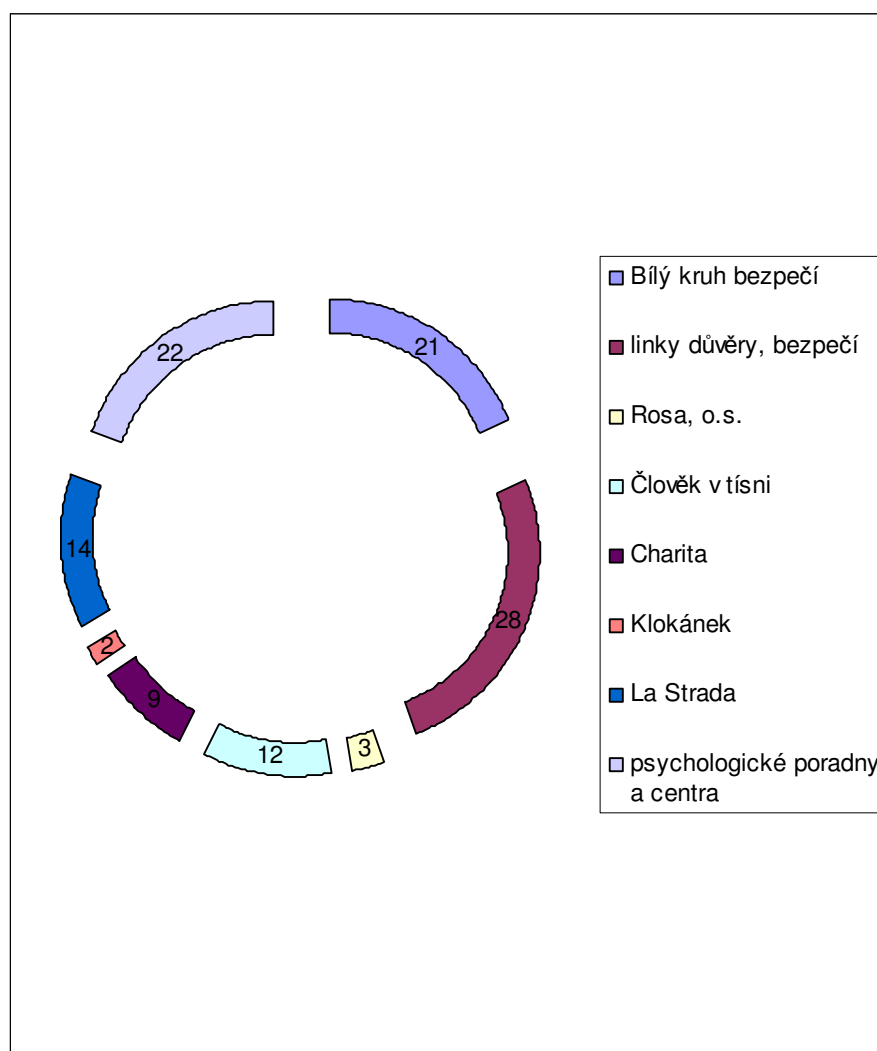 22
21
14
28
2
9
12
3
Bílý kruh bezpečí
linky důvěry, bezpečí
Rosa, o.s.
Člověk v tísni
Charita
Klokánek
La Strada
psychologické poradny
a centra